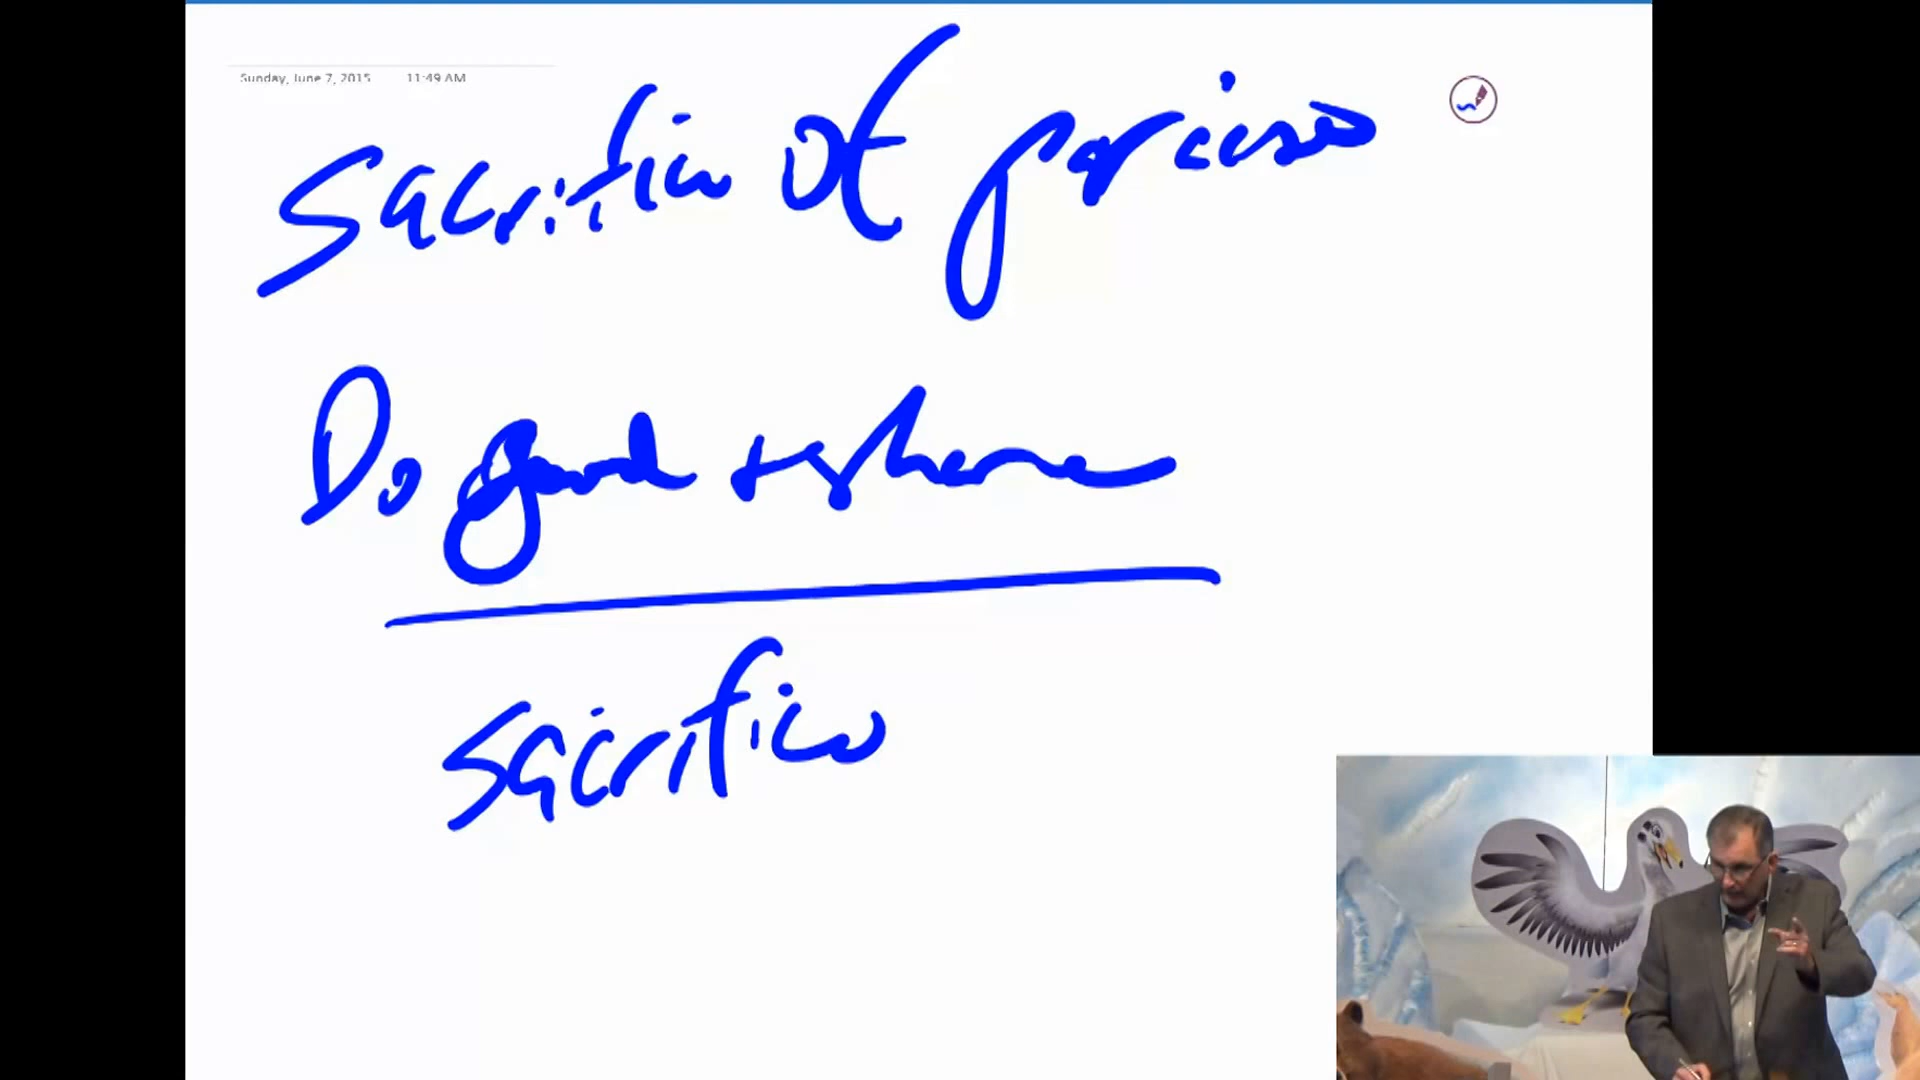 Sunday, June 7, 2015 11:49 AM
Sacrifice of praise
Do good + share
Sacrifice